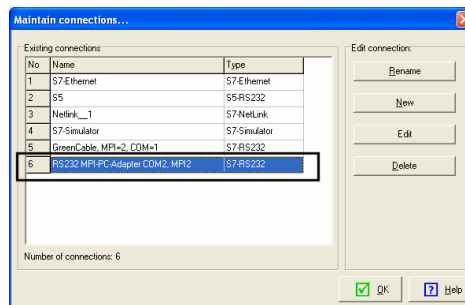 Maintain connections...
Existing connections
Edit connection:
No Name Type
1 S7-Ethernet S7-Ethernet
2 S5 S5-RS232
3 Netlink__1 S7-NetLink
4 S7-Simulator S7-Simulator
5 GreenCable, MPI=2, COM=1 S7-RS232
6 RS232 MPI-PC-Adapter COM2, MPI2 S7-RS232
Rename
New
Edit
Delete
Number of connections: 6
OK
? Help